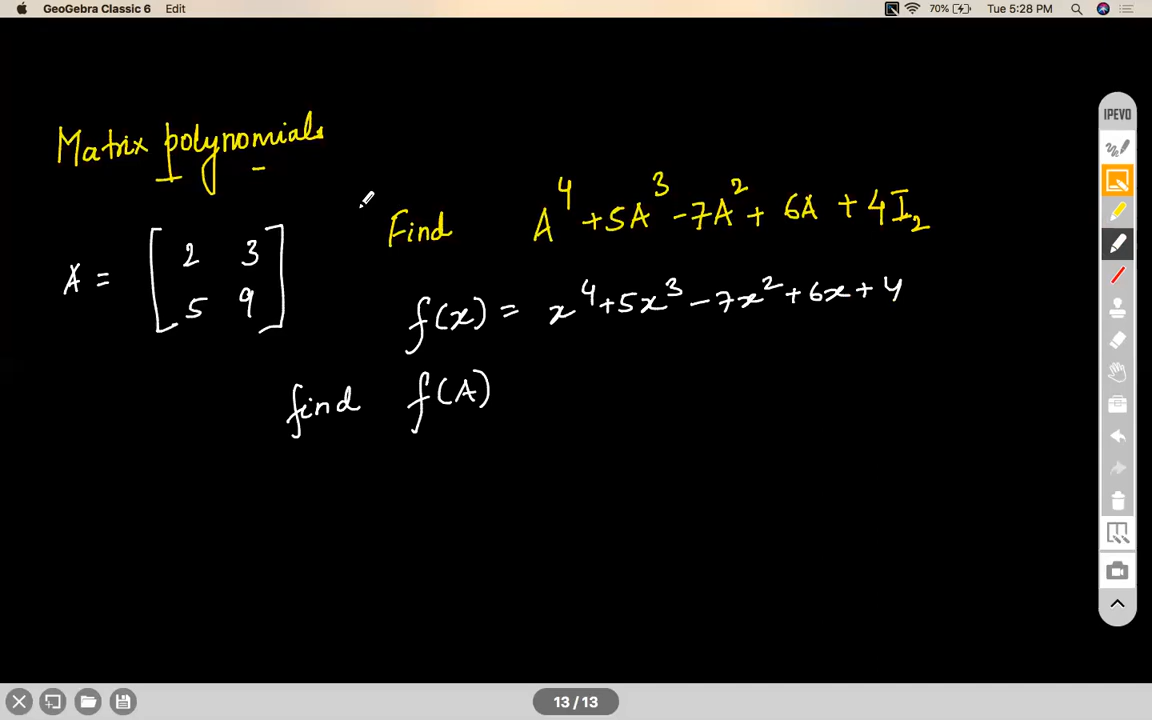 GeoGebra Classic 6 Edit 70% Tue 5:28 PM
Matrix polynomials
IPEVO
Find A⁴ + 5A³ - 7A² + 6A + 4I₂
A = [2 3
5 9]
f(x) = x⁴ + 5x³ - 7x² + 6x + 4
find f(A)
13 / 13